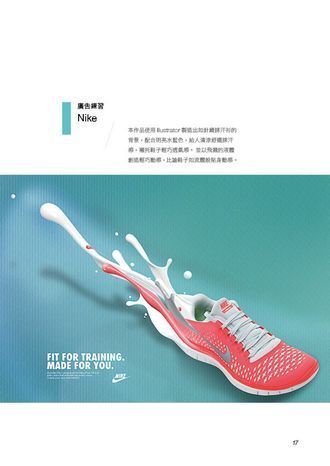 廣告練習
Nike
本作品使用 Illustrator 製造出如針織排汗衫的
背景，配合明亮水藍色，給人清涼舒適排汗
感，襯托鞋子輕巧透氣感， 並以飛濺的液體
創造輕巧動感，比喻鞋子如流體般貼身動感。
FIT FOR TRAINING.
MADE FOR YOU.
NIKE
17